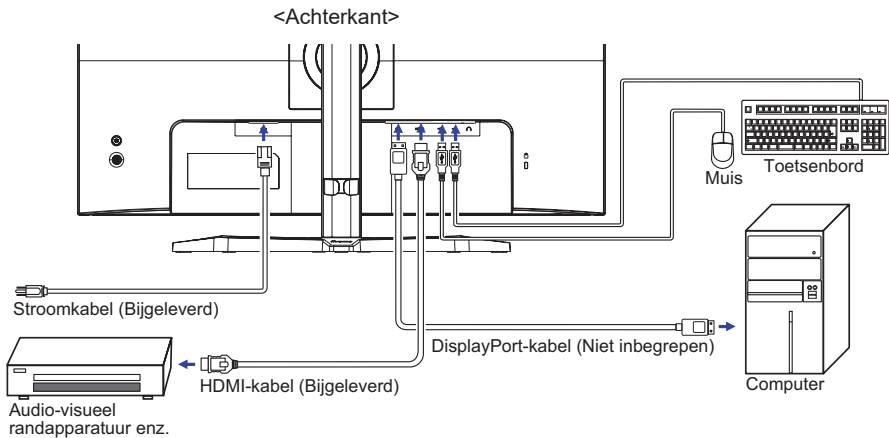 <Achterkant>
Muis
Toetsenbord
Stroomkabel (Bijgeleverd)
DisplayPort-kabel (Niet inbegrepen)
Computer
HDMI-kabel (Bijgeleverd)
Audio-visueel
randapparatuur enz.